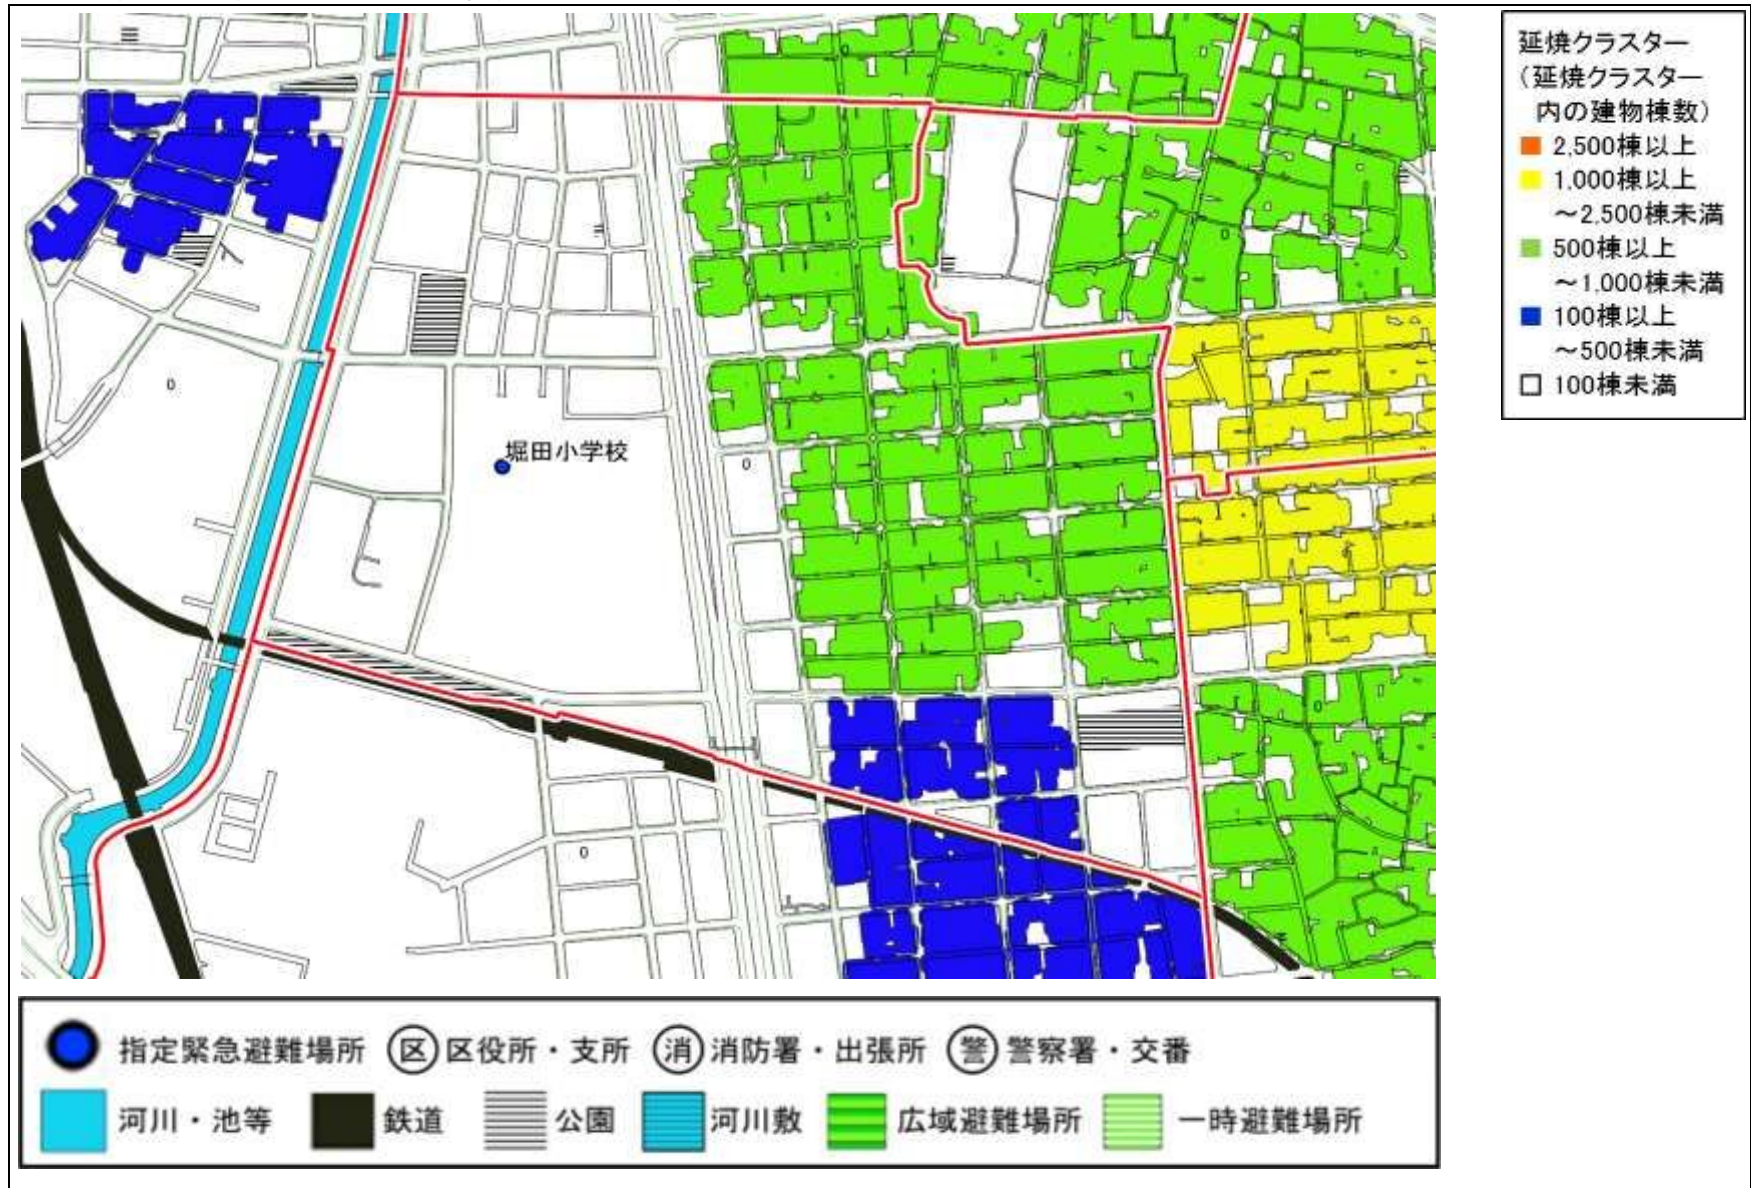 延焼クラスター
(延焼クラスター
内の建物棟数)
2,500棟以上
1,000棟以上
～2,500棟未満
500棟以上
～1,000棟未満
100棟以上
～500棟未満
100棟未満
0
0
0
堀田小学校
0
0
0
指定緊急避難場所
区 区役所・支所
消 消防署・出張所
警 警察署・交番
河川・池等
鉄道
公園
河川敷
広域避難場所
一時避難場所